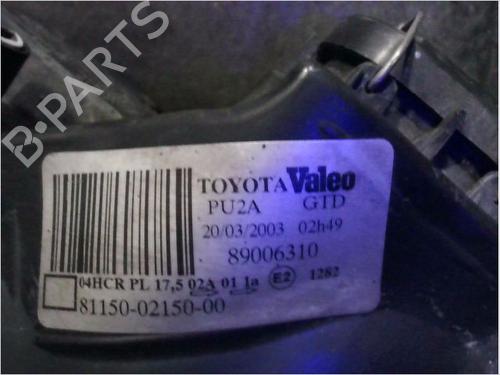 B-PARTS
TOYOTA Valeo
PU2A GTD
20/03/2003 02h49
89006310
04HCR PL 17,5 02A 01 1a E2 1282
81150-02150-00